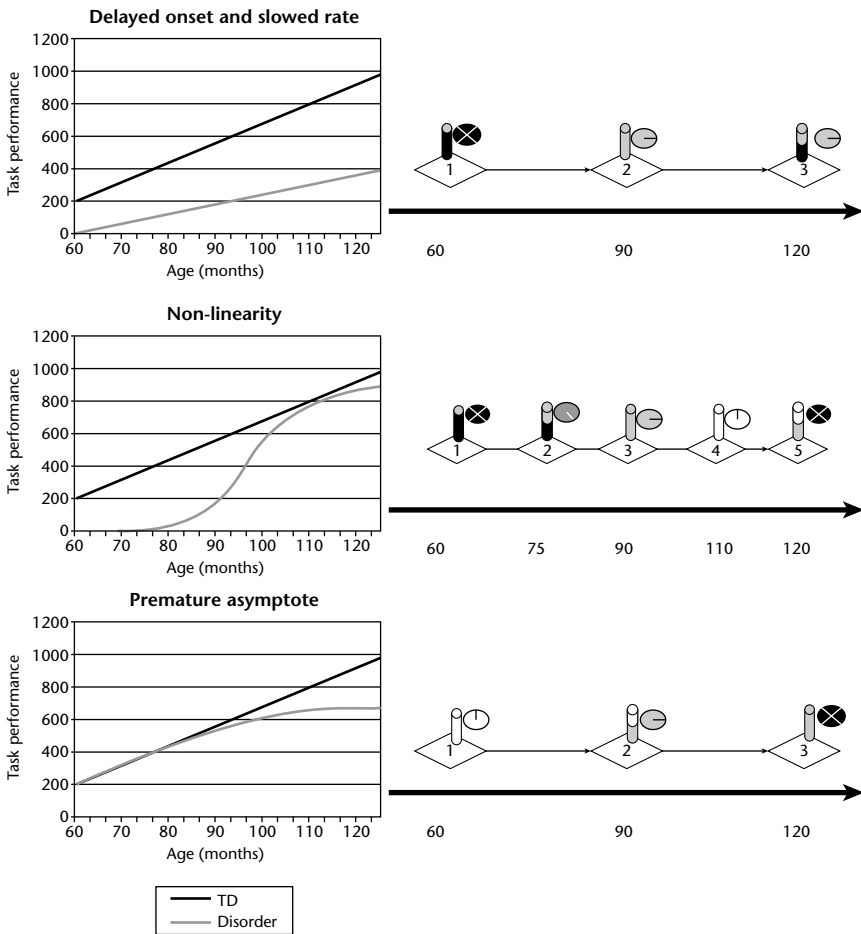 Delayed onset and slowed rate
1200
1000
800
600
400
200
0
Task performance
60 70 80 90 100 110 120
Age (months)
1 2 3
60 90 120
Non-linearity
1200
1000
800
600
400
200
0
Task performance
60 70 80 90 100 110 120
Age (months)
1 2 3 4 5
60 75 90 110 120
Premature asymptote
1200
1000
800
600
400
200
0
Task performance
60 70 80 90 100 110 120
Age (months)
1 2 3
60 90 120
TD
Disorder